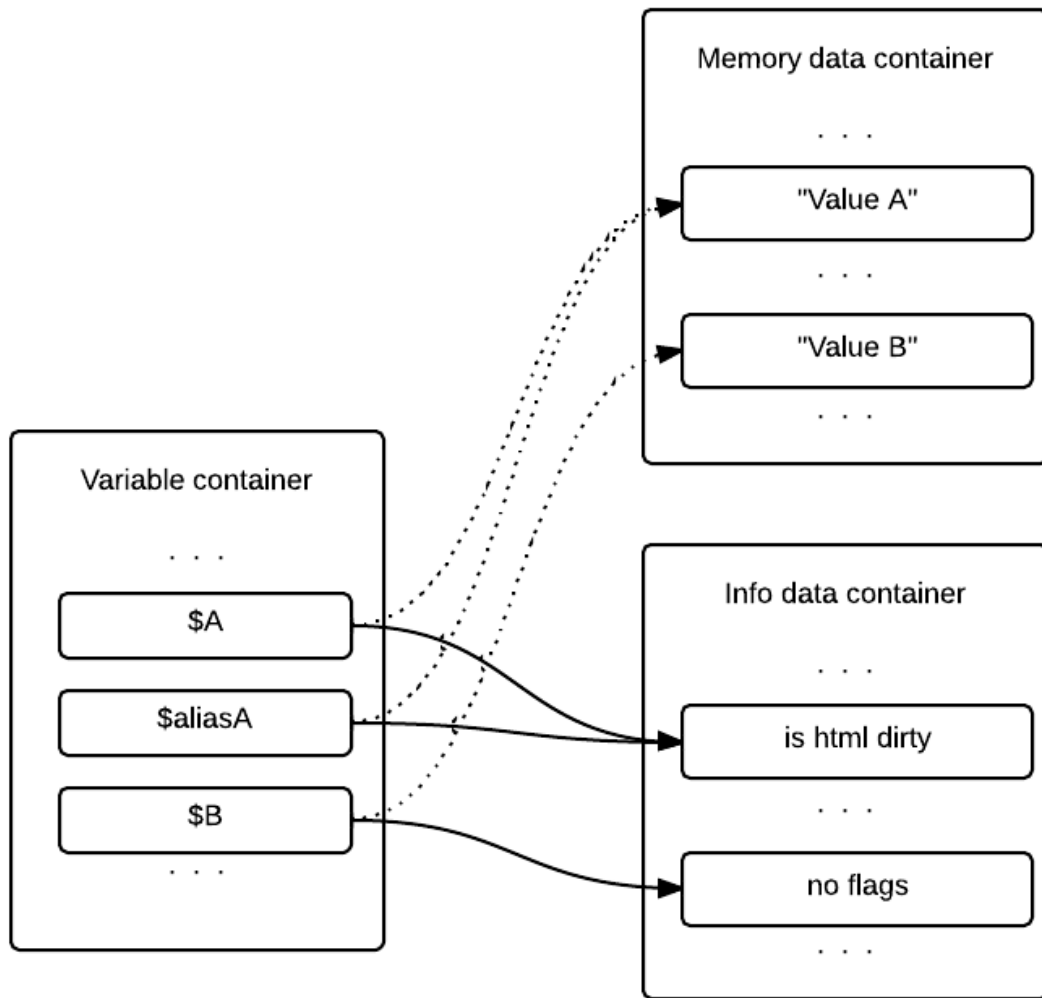 Memory data container
. . .
"Value A"
. . .
"Value B"
. . .
Variable container
. . .
$A
$aliasA
$B
. . .
Info data container
. . .
is html dirty
. . .
no flags
. . .